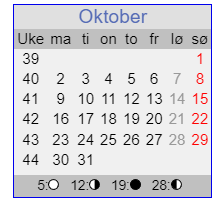 Oktober
Uke ma ti on to fr lø sø
39 1
40 2 3 4 5 6 7 8
41 9 10 11 12 13 14 15
42 16 17 18 19 20 21 22
43 23 24 25 26 27 28 29
44 30 31
5:○ 12:◑ 19:● 28:◐